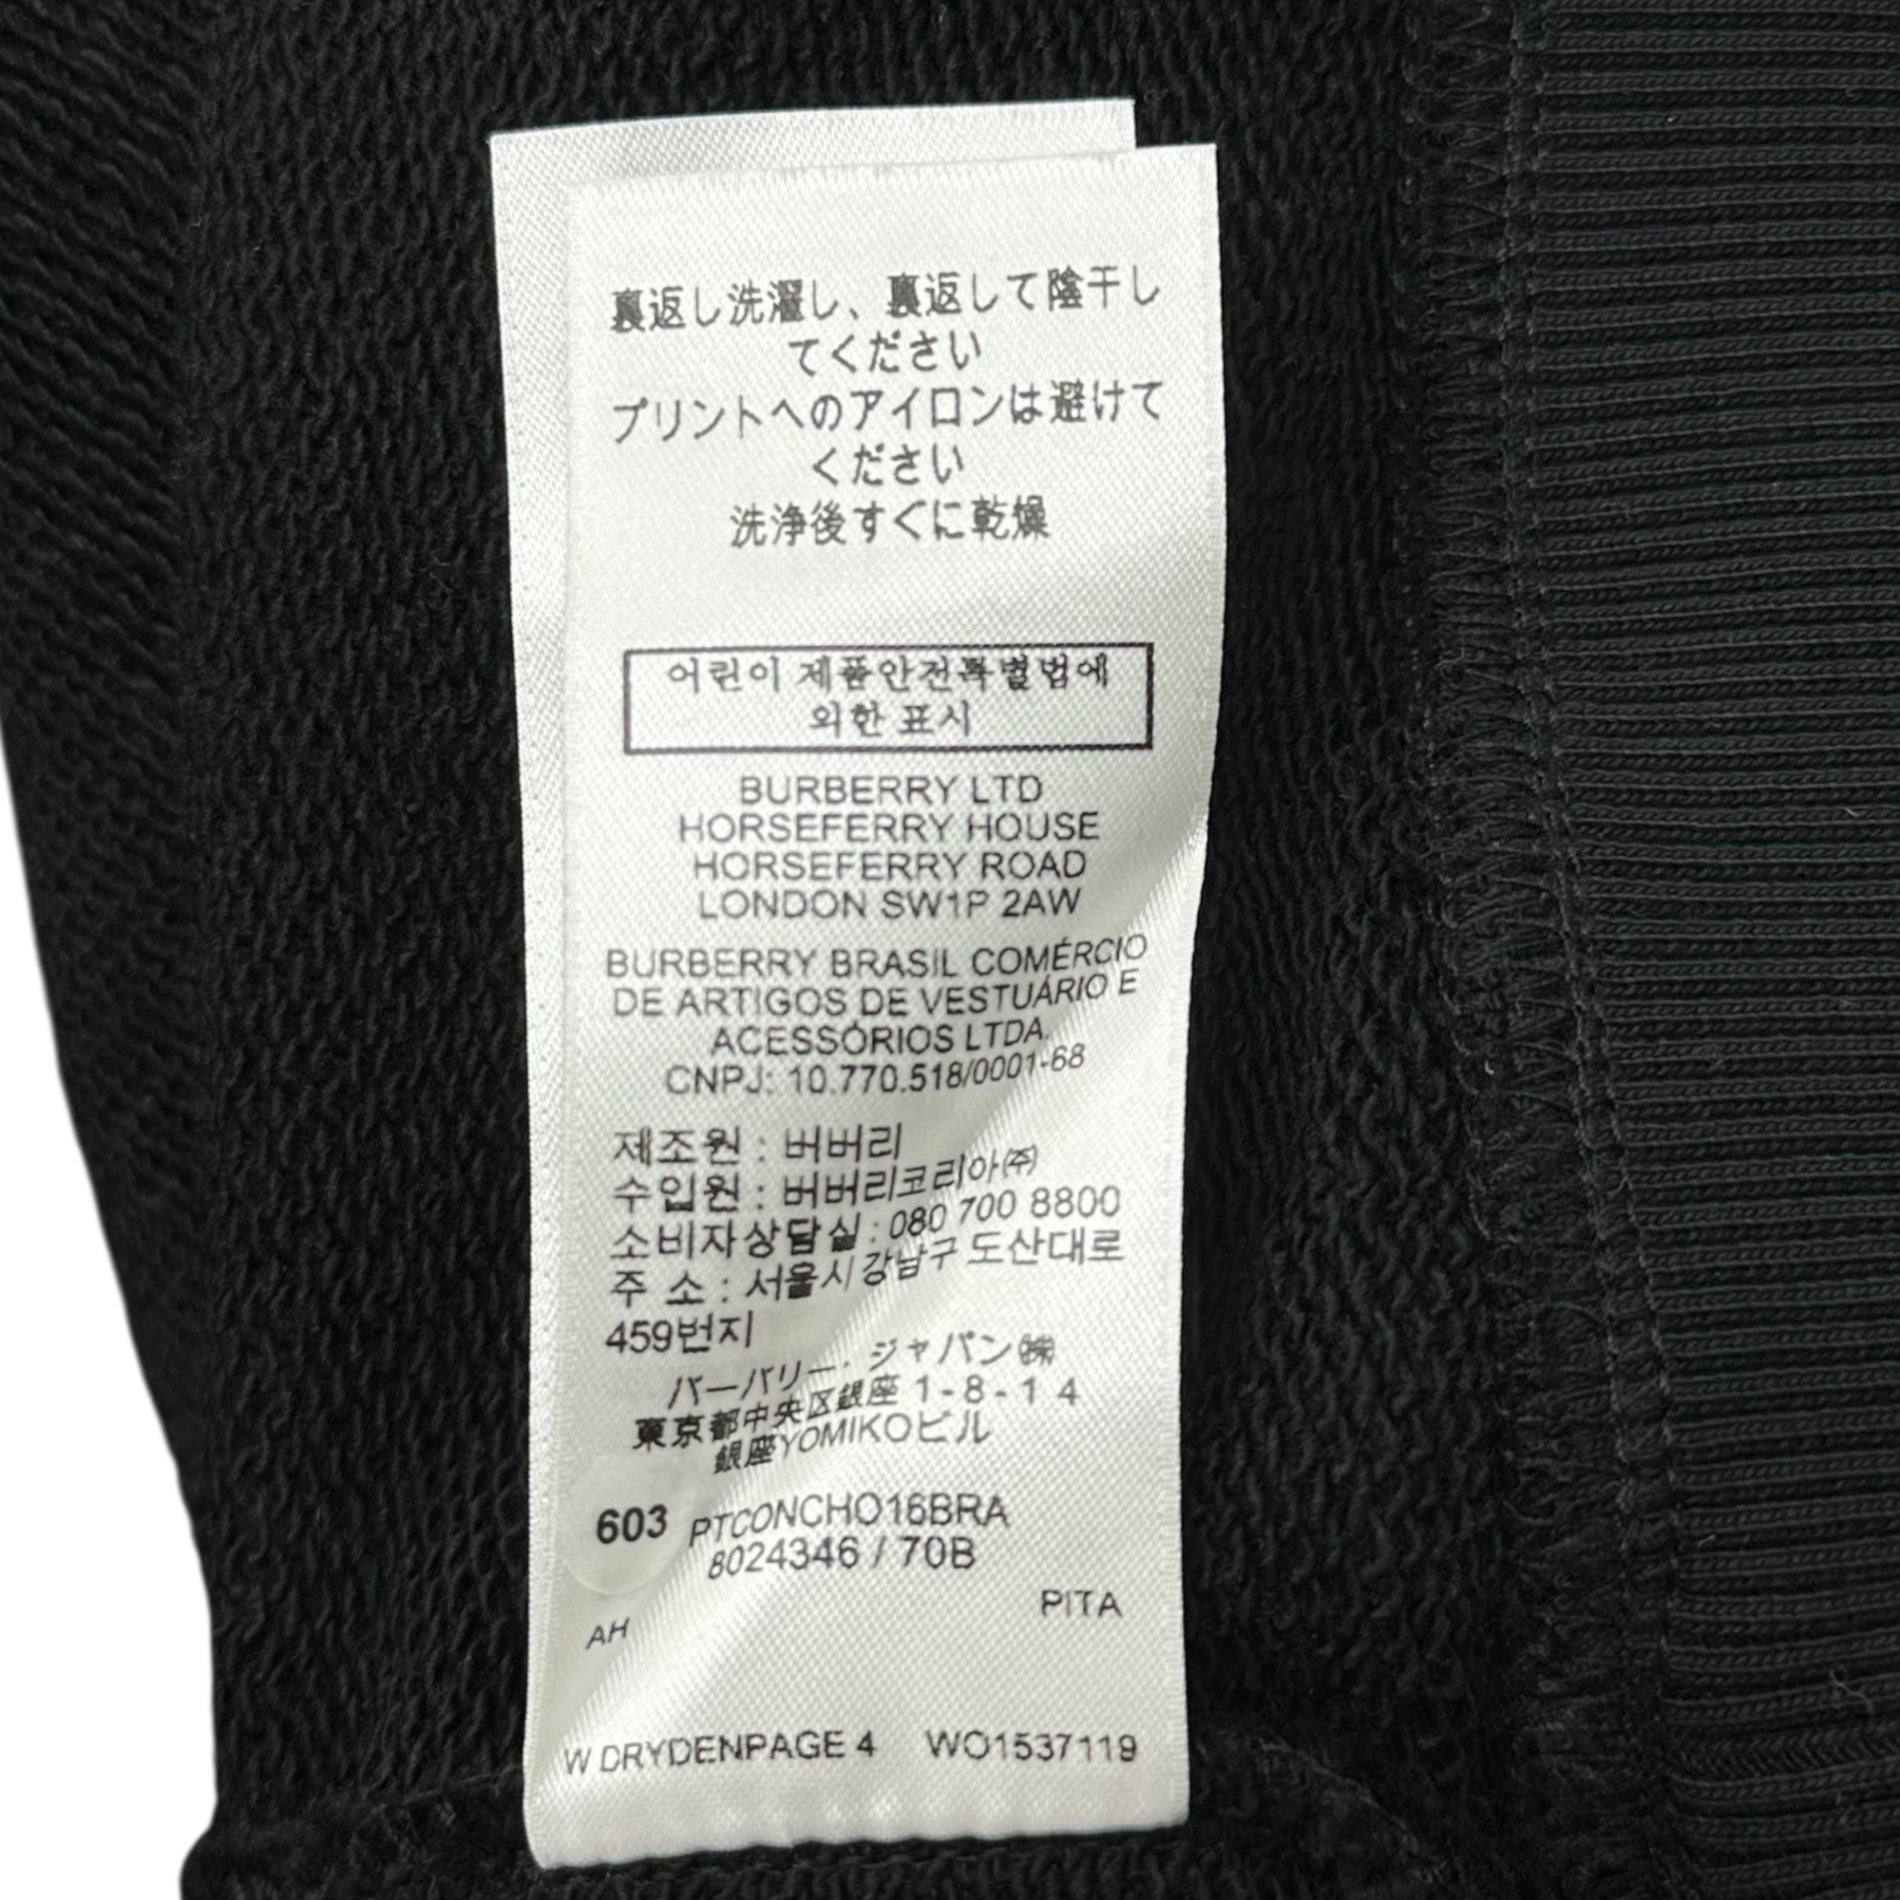 裏返し洗濯し、裏返して陰干し
てください
プリントへのアイロンは避けて
ください
洗浄後すぐに乾燥
어린이 제품안전특별법에
의한 표시
BURBERRY LTD
HORSEFERRY HOUSE
HORSEFERRY ROAD
LONDON SW1P 2AW
BURBERRY BRASIL COMÉRCIO
DE ARTIGOS DE VESTUÁRIO E
ACESSÓRIOS LTDA.
CNPJ: 10.770.518/0001-68
제조원 : 버버리
수입원 : 버버리코리아㈜
소비자상담실 : 080 700 8800
주 소 : 서울시 강남구 도산대로
459번지
バーバリー・ジャパン㈱
東京都中央区銀座 1-8-14
銀座YOMIKOビル
603 PTCONCHO16BRA
8024346 / 70B
PITA
AH
W DRYDENPAGE 4 WO1537119